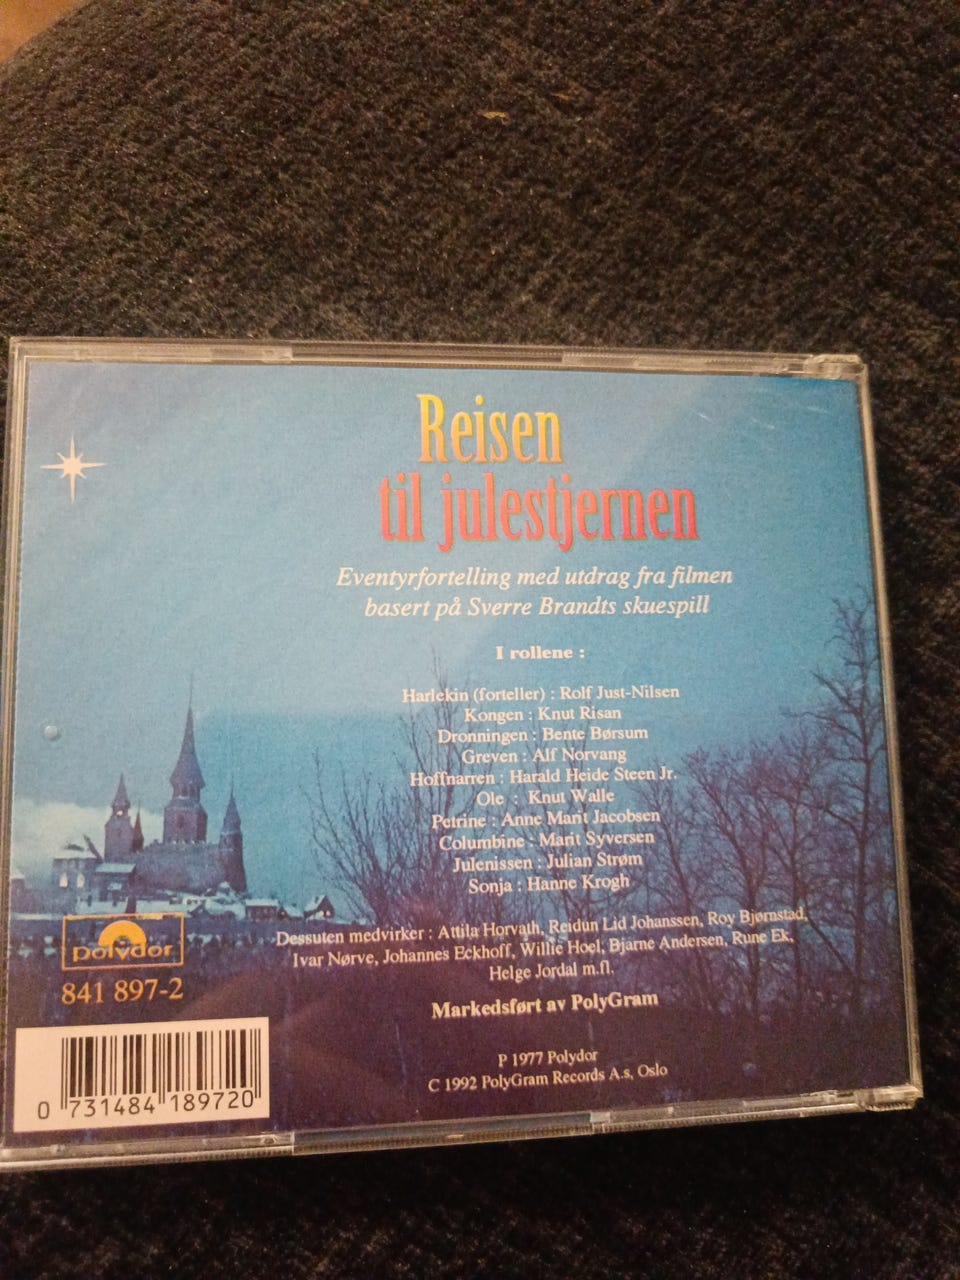 Reisen
til julestjernen
Eventyrfortelling med utdrag fra filmen
basert på Sverre Brandts skuespill
I rollene :
Harlekin (forteller) : Rolf Just-Nilsen
Kongen : Knut Risan
Dronningen : Bente Børsum
Greven : Alf Norvang
Hoffnarren : Harald Heide Steen Jr.
Ole : Knut Walle
Petrine : Anne Marit Jacobsen
Columbine : Marit Syversen
Julenissen : Julian Strøm
Sonja : Hanne Krogh
Dessuten medvirker : Attila Horvath, Reidun Lid Johanssen, Roy Bjørnstad,
Ivar Nørve, Johannes Eckhoff, Willie Hoel, Bjarne Andersen, Rune Ek,
Helge Jordal m.fl.
Markedsført av PolyGram
P 1977 Polydor
C 1992 PolyGram Records A.s, Oslo
polydor
841 897-2
0 731484 189720